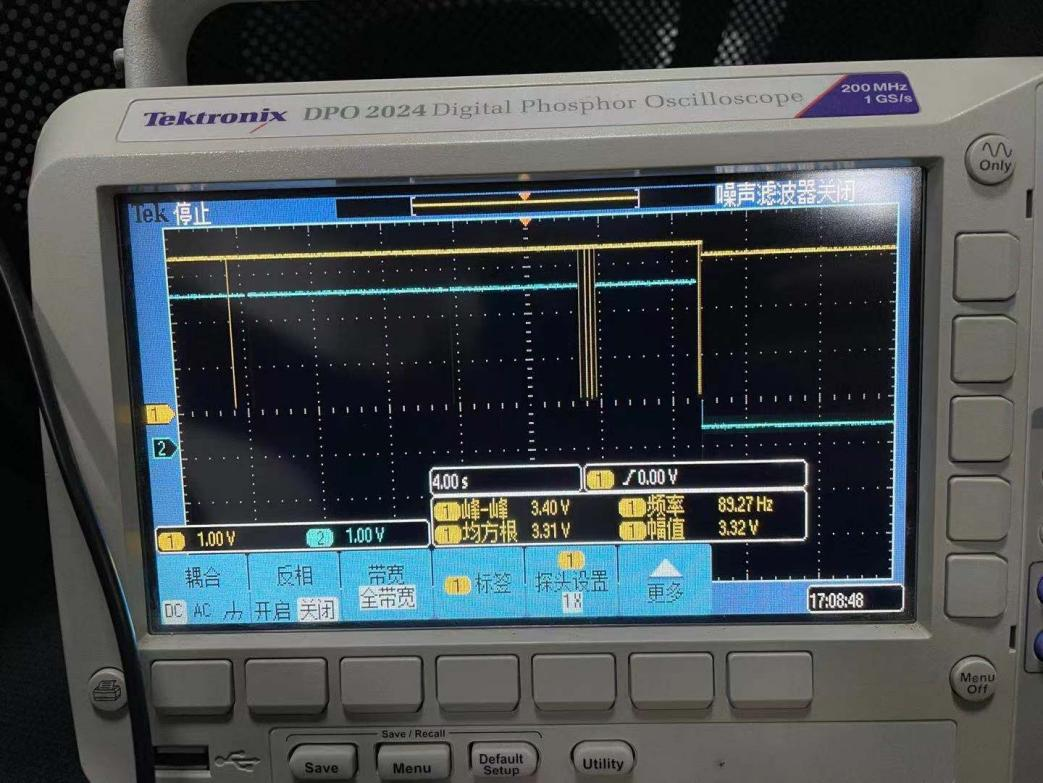 Tektronix DPO 2024 Digital Phosphor Oscilloscope
200 MHz
1 GS/s
Only
Tek 停止
噪声滤波器关闭
1
2
4.00 s
1 0.00 V
1 峰-峰 3.40 V 1 频率 89.27 Hz
1 均方根 3.31 V 1 幅值 3.32 V
1 1.00 V 2 1.00 V
耦合
DC AC
反相
开启 关闭
带宽
全带宽
1 标签
1
探头设置
1 X
更多
17:08:48
Menu
Off
Save / Recall
Save
Menu
Default
Setup
Utility